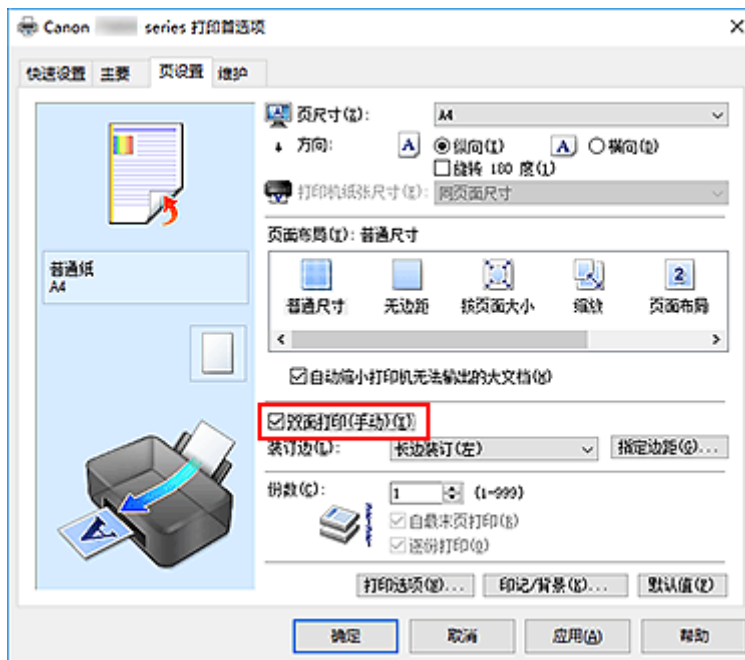 Canon series 打印首选项
快速设置 主要 页设置 维护
页尺寸(Z): A4
方向: A 纵向(I) A 横向(D)
旋转 180 度(1)
打印机纸张尺寸(E): 同页面尺寸
页面布局(I): 普通尺寸
普通尺寸 无边距 按页面大小 缩放 页面布局
自动缩小打印机无法输出的大文档(W)
双面打印(手动)(X)
装订边(L): 长边装订(左) 指定边距(G)...
份数(C): 1 (1-999)
自最末页打印(B)
逐份打印(O)
普通纸
A4
打印选项(N)... 印记/背景(K)... 默认值(F)
确定 取消 应用(A) 帮助